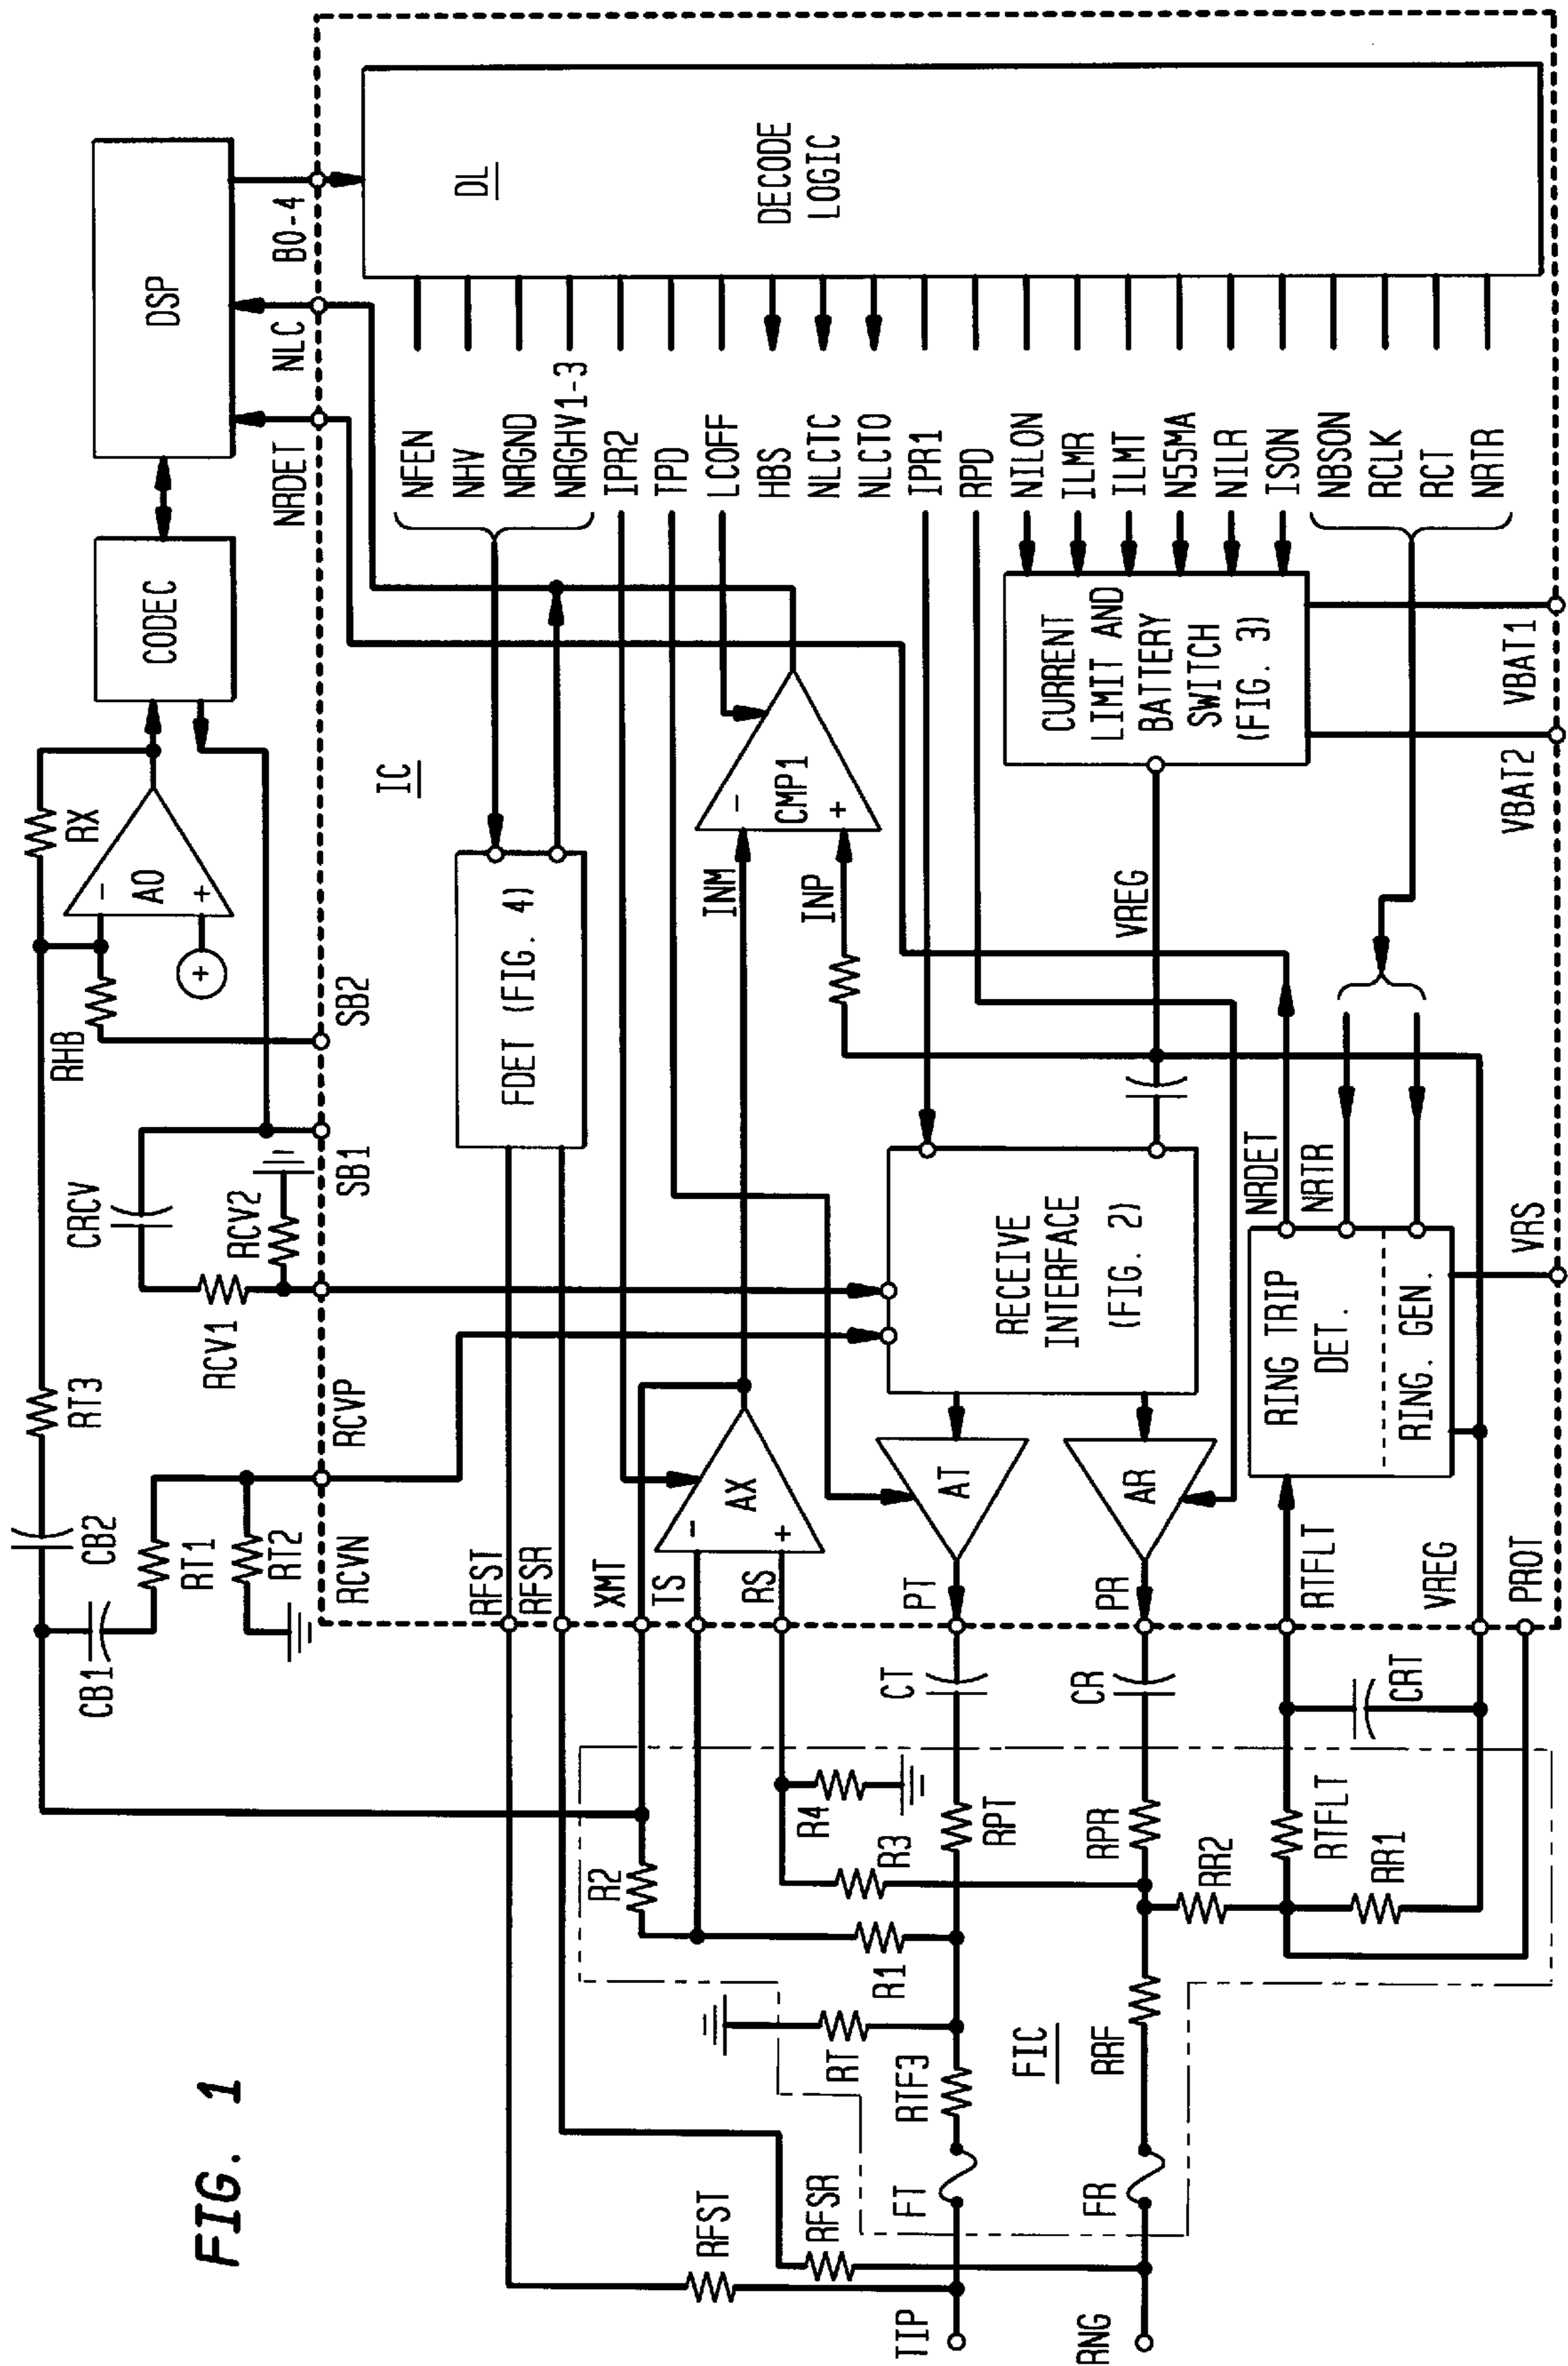 FIG. 1
RX
AO
-
+
+
RHB
CODEC
DSP
CRCV
RCV1
RCV2
RT3
CB2
CB1
RT1
RT2
RCVN
RCVP
SB1
SB2
NRDET
NLC
B0-4
IC
DL
DECODE
LOGIC
NFEN
NHV
NRGND
NRGHV1-3
IPR2
TPD
LCOFF
HBS
NLCTC
NLCTO
IPR1
RPD
NILON
ILMR
ILMT
N55MA
NILR
ISON
NBSON
RCLK
RCT
NRTR
FDET (FIG. 4)
RFST
RFSR
XMT
TS
RS
AX
-
+
INM
INP
CMP1
-
+
CURRENT
LIMIT AND
BATTERY
SWITCH
(FIG. 3)
VREG
VBAT1
VBAT2
RECEIVE
INTERFACE
(FIG. 2)
AT
AR
PT
PR
NRDET
NRTR
RING TRIP
DET.
RING. GEN.
VRS
RTFLT
VREG
PROT
CT
CR
CRT
R2
R4
R3
R1
RPT
RPR
RR2
RTFLT
RR1
RT
RTF3
RRF
FIC
FT
FR
RFST
RFSR
TIP
RNG